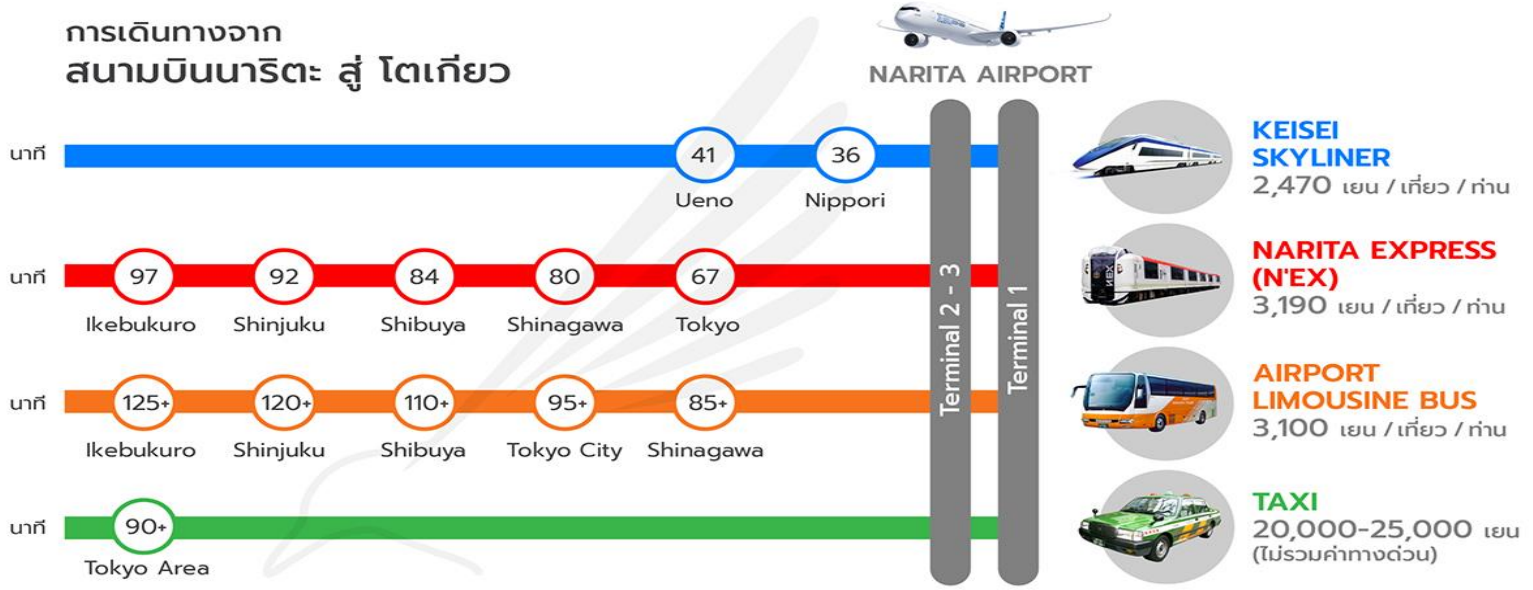 การเดินทางจาก
สนามบินนาริตะ สู่ โตเกียว
NARITA AIRPORT
Terminal 2 - 3
Terminal 1
นาที
41
36
Ueno
Nippori
KEISEI
SKYLINER
2,470 เยน / เที่ยว / ท่าน
นาที
97
92
84
80
67
Ikebukuro
Shinjuku
Shibuya
Shinagawa
Tokyo
NARITA EXPRESS
(N'EX)
3,190 เยน / เที่ยว / ท่าน
นาที
125+
120+
110+
95+
85+
Ikebukuro
Shinjuku
Shibuya
Tokyo City
Shinagawa
AIRPORT
LIMOUSINE BUS
3,100 เยน / เที่ยว / ท่าน
นาที
90+
Tokyo Area
TAXI
20,000-25,000 เยน
(ไม่รวมค่าทางด่วน)